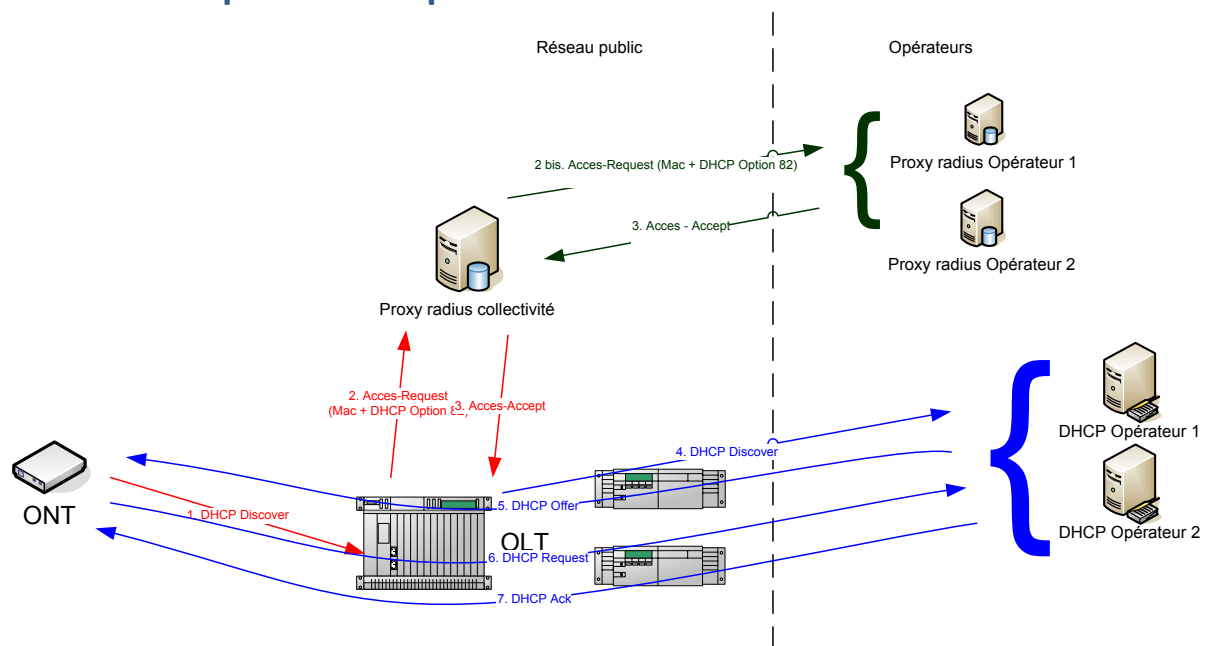 Réseau public
Opérateurs
2 bis. Acces-Request (Mac + DHCP Option 82)
Proxy radius Opérateur 1
3. Acces - Accept
Proxy radius Opérateur 2
Proxy radius collectivité
2. Acces-Request
(Mac + DHCP Option 82)
3. Acces-Accept
DHCP Opérateur 1
4. DHCP Discover
5. DHCP Offer
ONT
1. DHCP Discover
OLT
DHCP Opérateur 2
6. DHCP Request
7. DHCP Ack